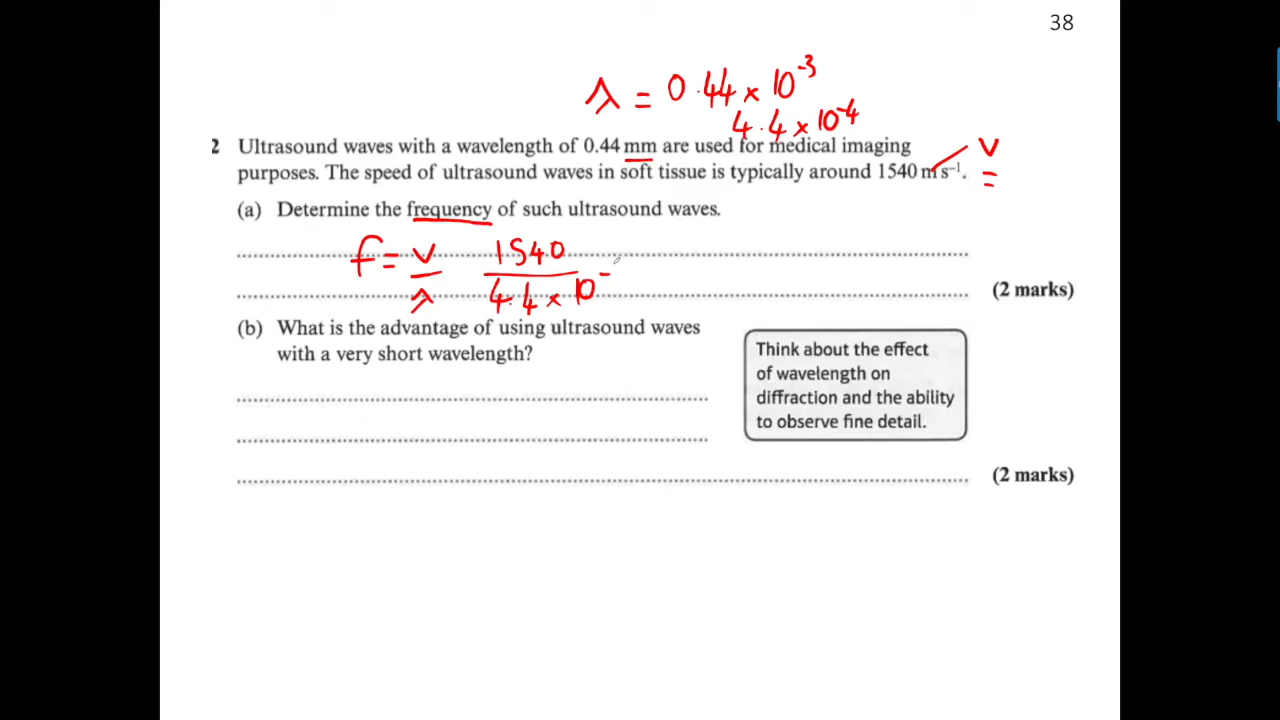 38
λ = 0.44 × 10⁻³
4.4 × 10⁻⁴
2 Ultrasound waves with a wavelength of 0.44 mm are used for medical imaging
purposes. The speed of ultrasound waves in soft tissue is typically around 1540 m s⁻¹.
v
=
(a) Determine the frequency of such ultrasound waves.
f = v/λ 1540/4.4 × 10⁻
(2 marks)
(b) What is the advantage of using ultrasound waves
with a very short wavelength?
Think about the effect
of wavelength on
diffraction and the ability
to observe fine detail.
(2 marks)